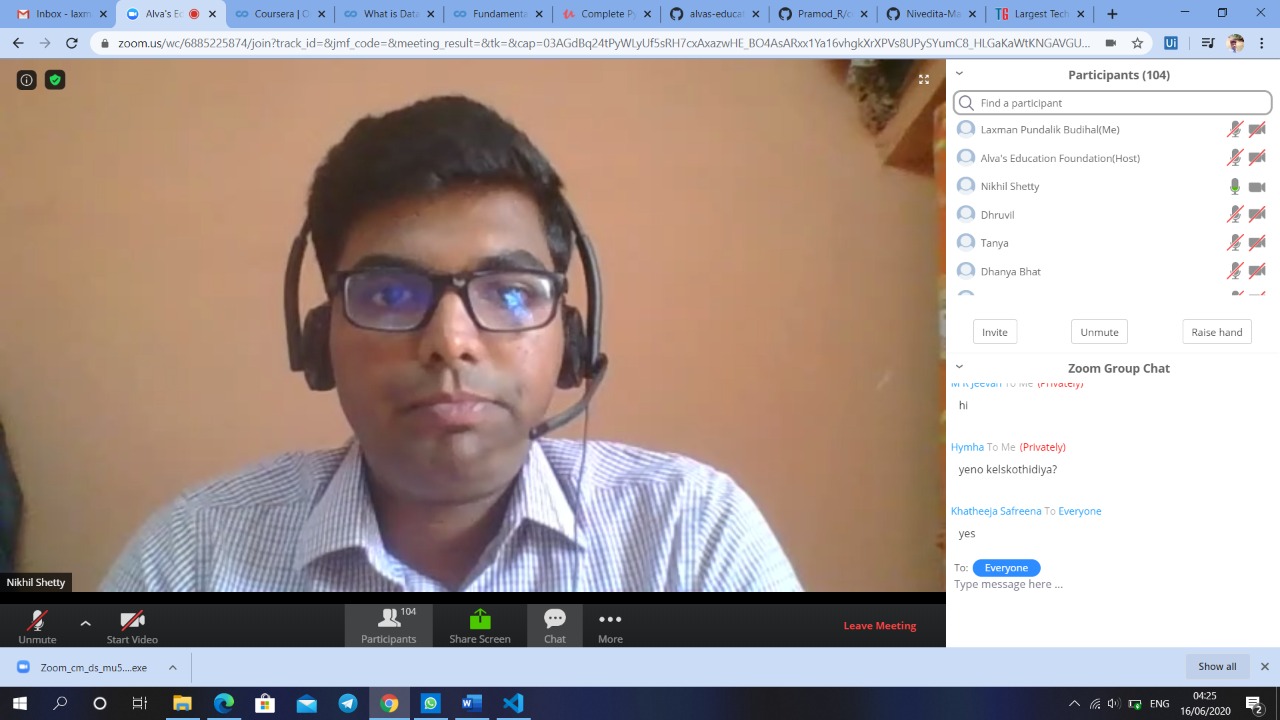 Alva's Ec
Coursera | C
What is Data
Fundamenta
Complete Py
alvas-educat
Pramod_R/c
Nivedita-Ma
Largest Tech
zoom.us/wc/6885225874/join?track_id=&jmf_code=&meeting_result=&tk=&cap=03AGdBq24tPyWLyUf5sRH7cxAxazwHE_BO4AsARxx1Ya16vhgkXrXPVs8UPySYumC8_HLGaKaWtKNGAVGU...
Ui
Participants (104)
Find a participant
Laxman Pundalik Budihal(Me)
Alva's Education Foundation(Host)
Nikhil Shetty
Dhruvil
Tanya
Dhanya Bhat
Invite
Unmute
Raise hand
Zoom Group Chat
M R Jeevan To Me (Privately)
hi
Hymha To Me (Privately)
yeno kelskothidiya?
Khatheeja Safreena To Everyone
yes
To: Everyone
Type message here ...
Nikhil Shetty
Unmute
Start Video
104
Participants
Share Screen
Chat
More
Leave Meeting
Zoom_cm_ds_mu5....exe
Show all
ENG
04:25
16/06/2020
2